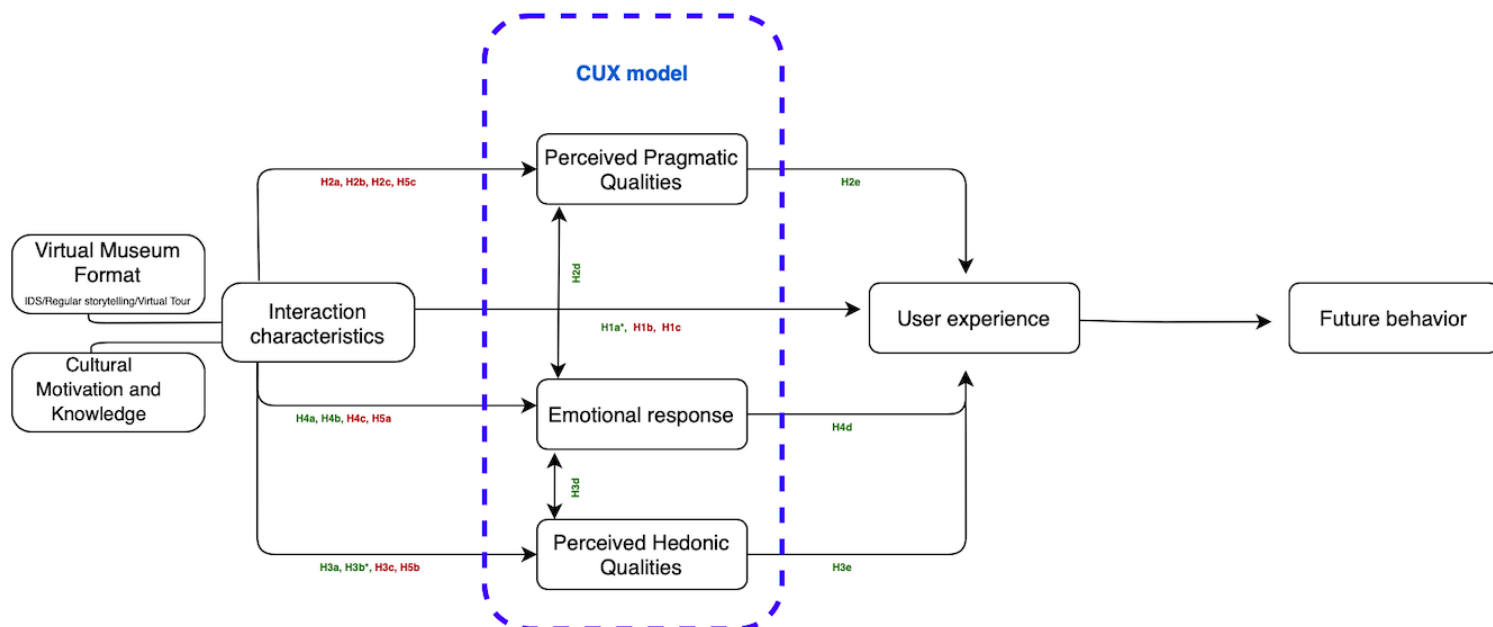 CUX model
Perceived Pragmatic
Qualities
H2a, H2b, H2c, H5c
H2e
Virtual Museum
Format
IDS/Regular storytelling/Virtual Tour
H2d
Interaction
characteristics
User experience
Future behavior
H1a*, H1b, H1c
Cultural
Motivation and
Knowledge
Emotional response
H4a, H4b, H4c, H5a
H4d
H3d
Perceived Hedonic
Qualities
H3a, H3b*, H3c, H5b
H3e